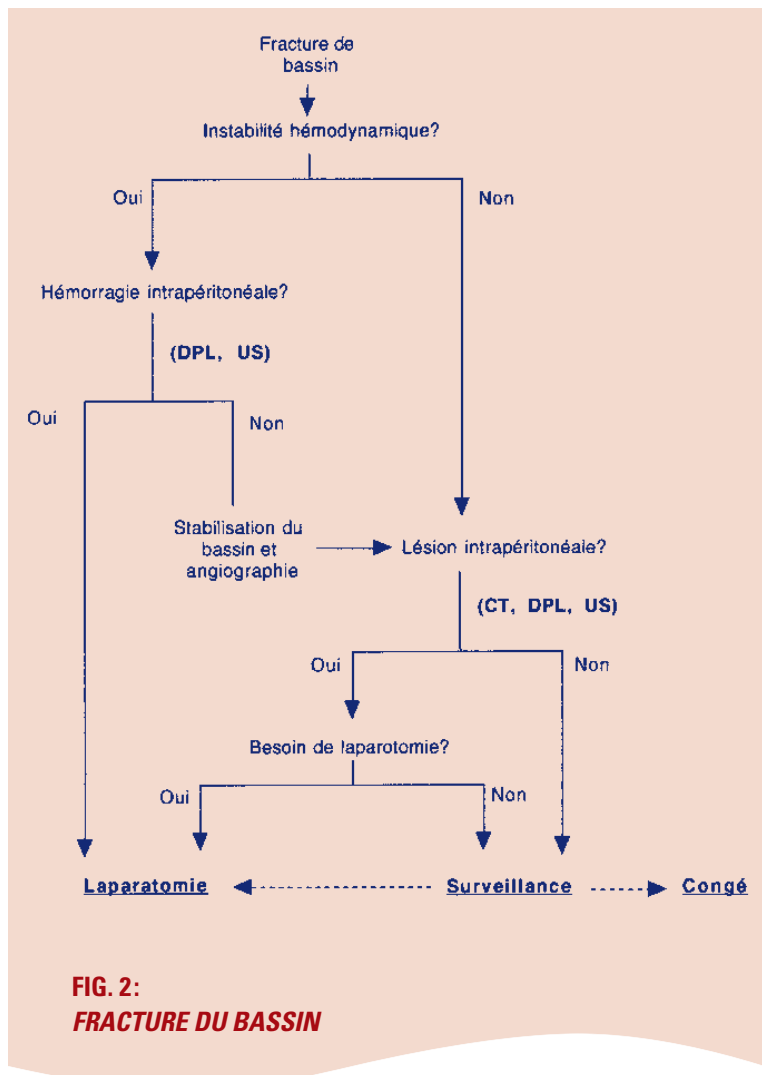 Fracture de
bassin
Instabilité hémodynamique?
Oui
Non
Hémorragie intrapéritonéale?
(DPL, US)
Oui
Non
Stabilisation du
bassin et
angiographie
Lésion intrapéritonéale?
(CT, DPL, US)
Oui
Non
Besoin de laparotomie?
Oui
Non
Laparatomie
Surveillance
Congé
FIG. 2:
FRACTURE DU BASSIN